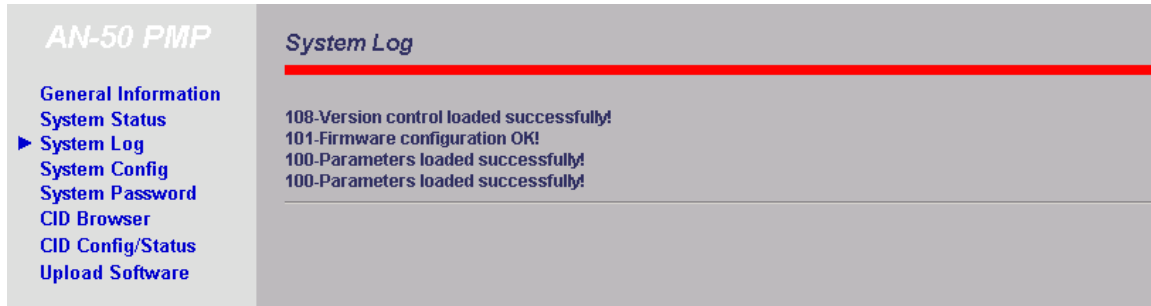 AN-50 PMP
General Information
System Status
System Log
System Config
System Password
CID Browser
CID Config/Status
Upload Software
System Log
108-Version control loaded successfully!
101-Firmware configuration OK!
100-Parameters loaded successfully!
100-Parameters loaded successfully!